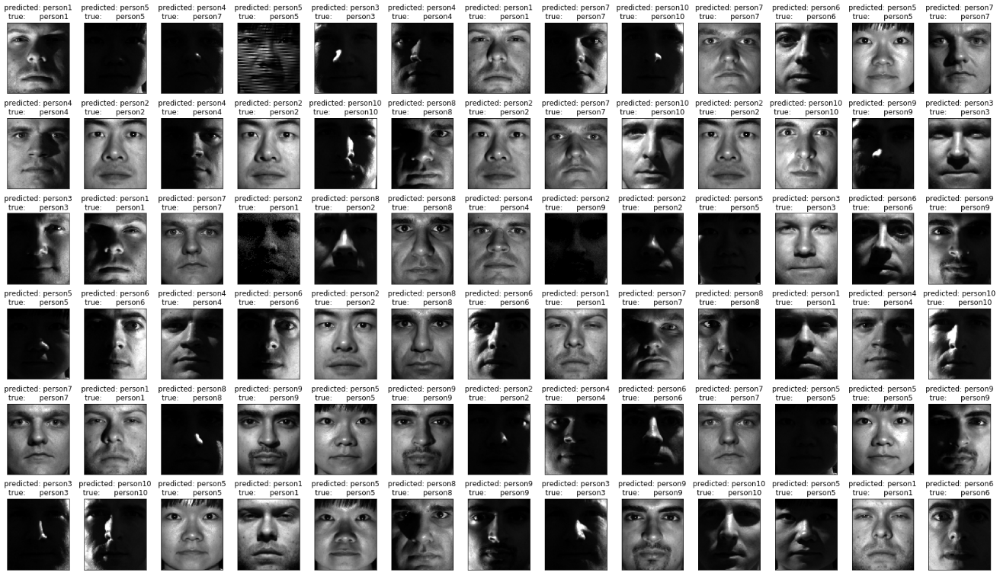 predicted: person1
true: person1
predicted: person5
true: person5
predicted: person4
true: person7
predicted: person5
true: person5
predicted: person3
true: person3
predicted: person4
true: person4
predicted: person1
true: person1
predicted: person7
true: person7
predicted: person10
true: person10
predicted: person7
true: person7
predicted: person6
true: person6
predicted: person5
true: person5
predicted: person7
true: person7
predicted: person4
true: person4
predicted: person2
true: person2
predicted: person4
true: person4
predicted: person2
true: person2
predicted: person10
true: person10
predicted: person8
true: person8
predicted: person2
true: person2
predicted: person7
true: person7
predicted: person10
true: person10
predicted: person2
true: person2
predicted: person10
true: person10
predicted: person9
true: person9
predicted: person3
true: person3
predicted: person3
true: person3
predicted: person1
true: person1
predicted: person7
true: person7
predicted: person2
true: person1
predicted: person8
true: person2
predicted: person8
true: person8
predicted: person4
true: person4
predicted: person2
true: person9
predicted: person2
true: person2
predicted: person5
true: person5
predicted: person3
true: person3
predicted: person6
true: person6
predicted: person9
true: person9
predicted: person5
true: person5
predicted: person6
true: person6
predicted: person4
true: person4
predicted: person6
true: person6
predicted: person2
true: person2
predicted: person8
true: person8
predicted: person6
true: person6
predicted: person1
true: person1
predicted: person7
true: person7
predicted: person8
true: person8
predicted: person1
true: person1
predicted: person4
true: person4
predicted: person10
true: person10
predicted: person7
true: person7
predicted: person1
true: person1
predicted: person8
true: person8
predicted: person9
true: person9
predicted: person5
true: person5
predicted: person9
true: person9
predicted: person2
true: person2
predicted: person4
true: person4
predicted: person6
true: person6
predicted: person7
true: person7
predicted: person5
true: person5
predicted: person5
true: person5
predicted: person9
true: person9
predicted: person3
true: person3
predicted: person10
true: person10
predicted: person5
true: person5
predicted: person1
true: person1
predicted: person5
true: person5
predicted: person8
true: person8
predicted: person9
true: person9
predicted: person3
true: person3
predicted: person9
true: person9
predicted: person10
true: person10
predicted: person5
true: person5
predicted: person1
true: person1
predicted: person6
true: person6